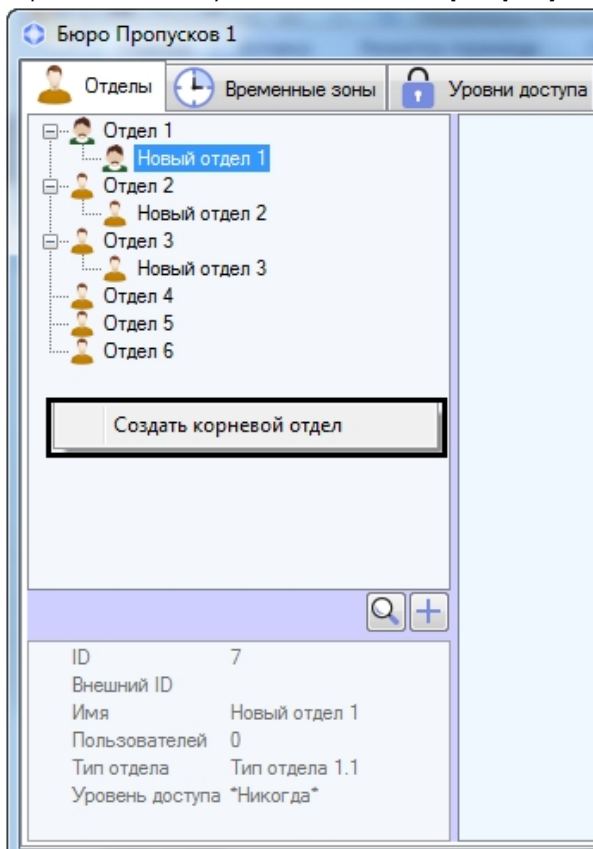 Бюро Пропусков 1
Отделы Временные зоны Уровни доступа
Отдел 1
Новый отдел 1
Отдел 2
Новый отдел 2
Отдел 3
Новый отдел 3
Отдел 4
Отдел 5
Отдел 6
Создать корневой отдел
ID 7
Внешний ID
Имя Новый отдел 1
Пользователей 0
Тип отдела Тип отдела 1.1
Уровень доступа *Никогда*